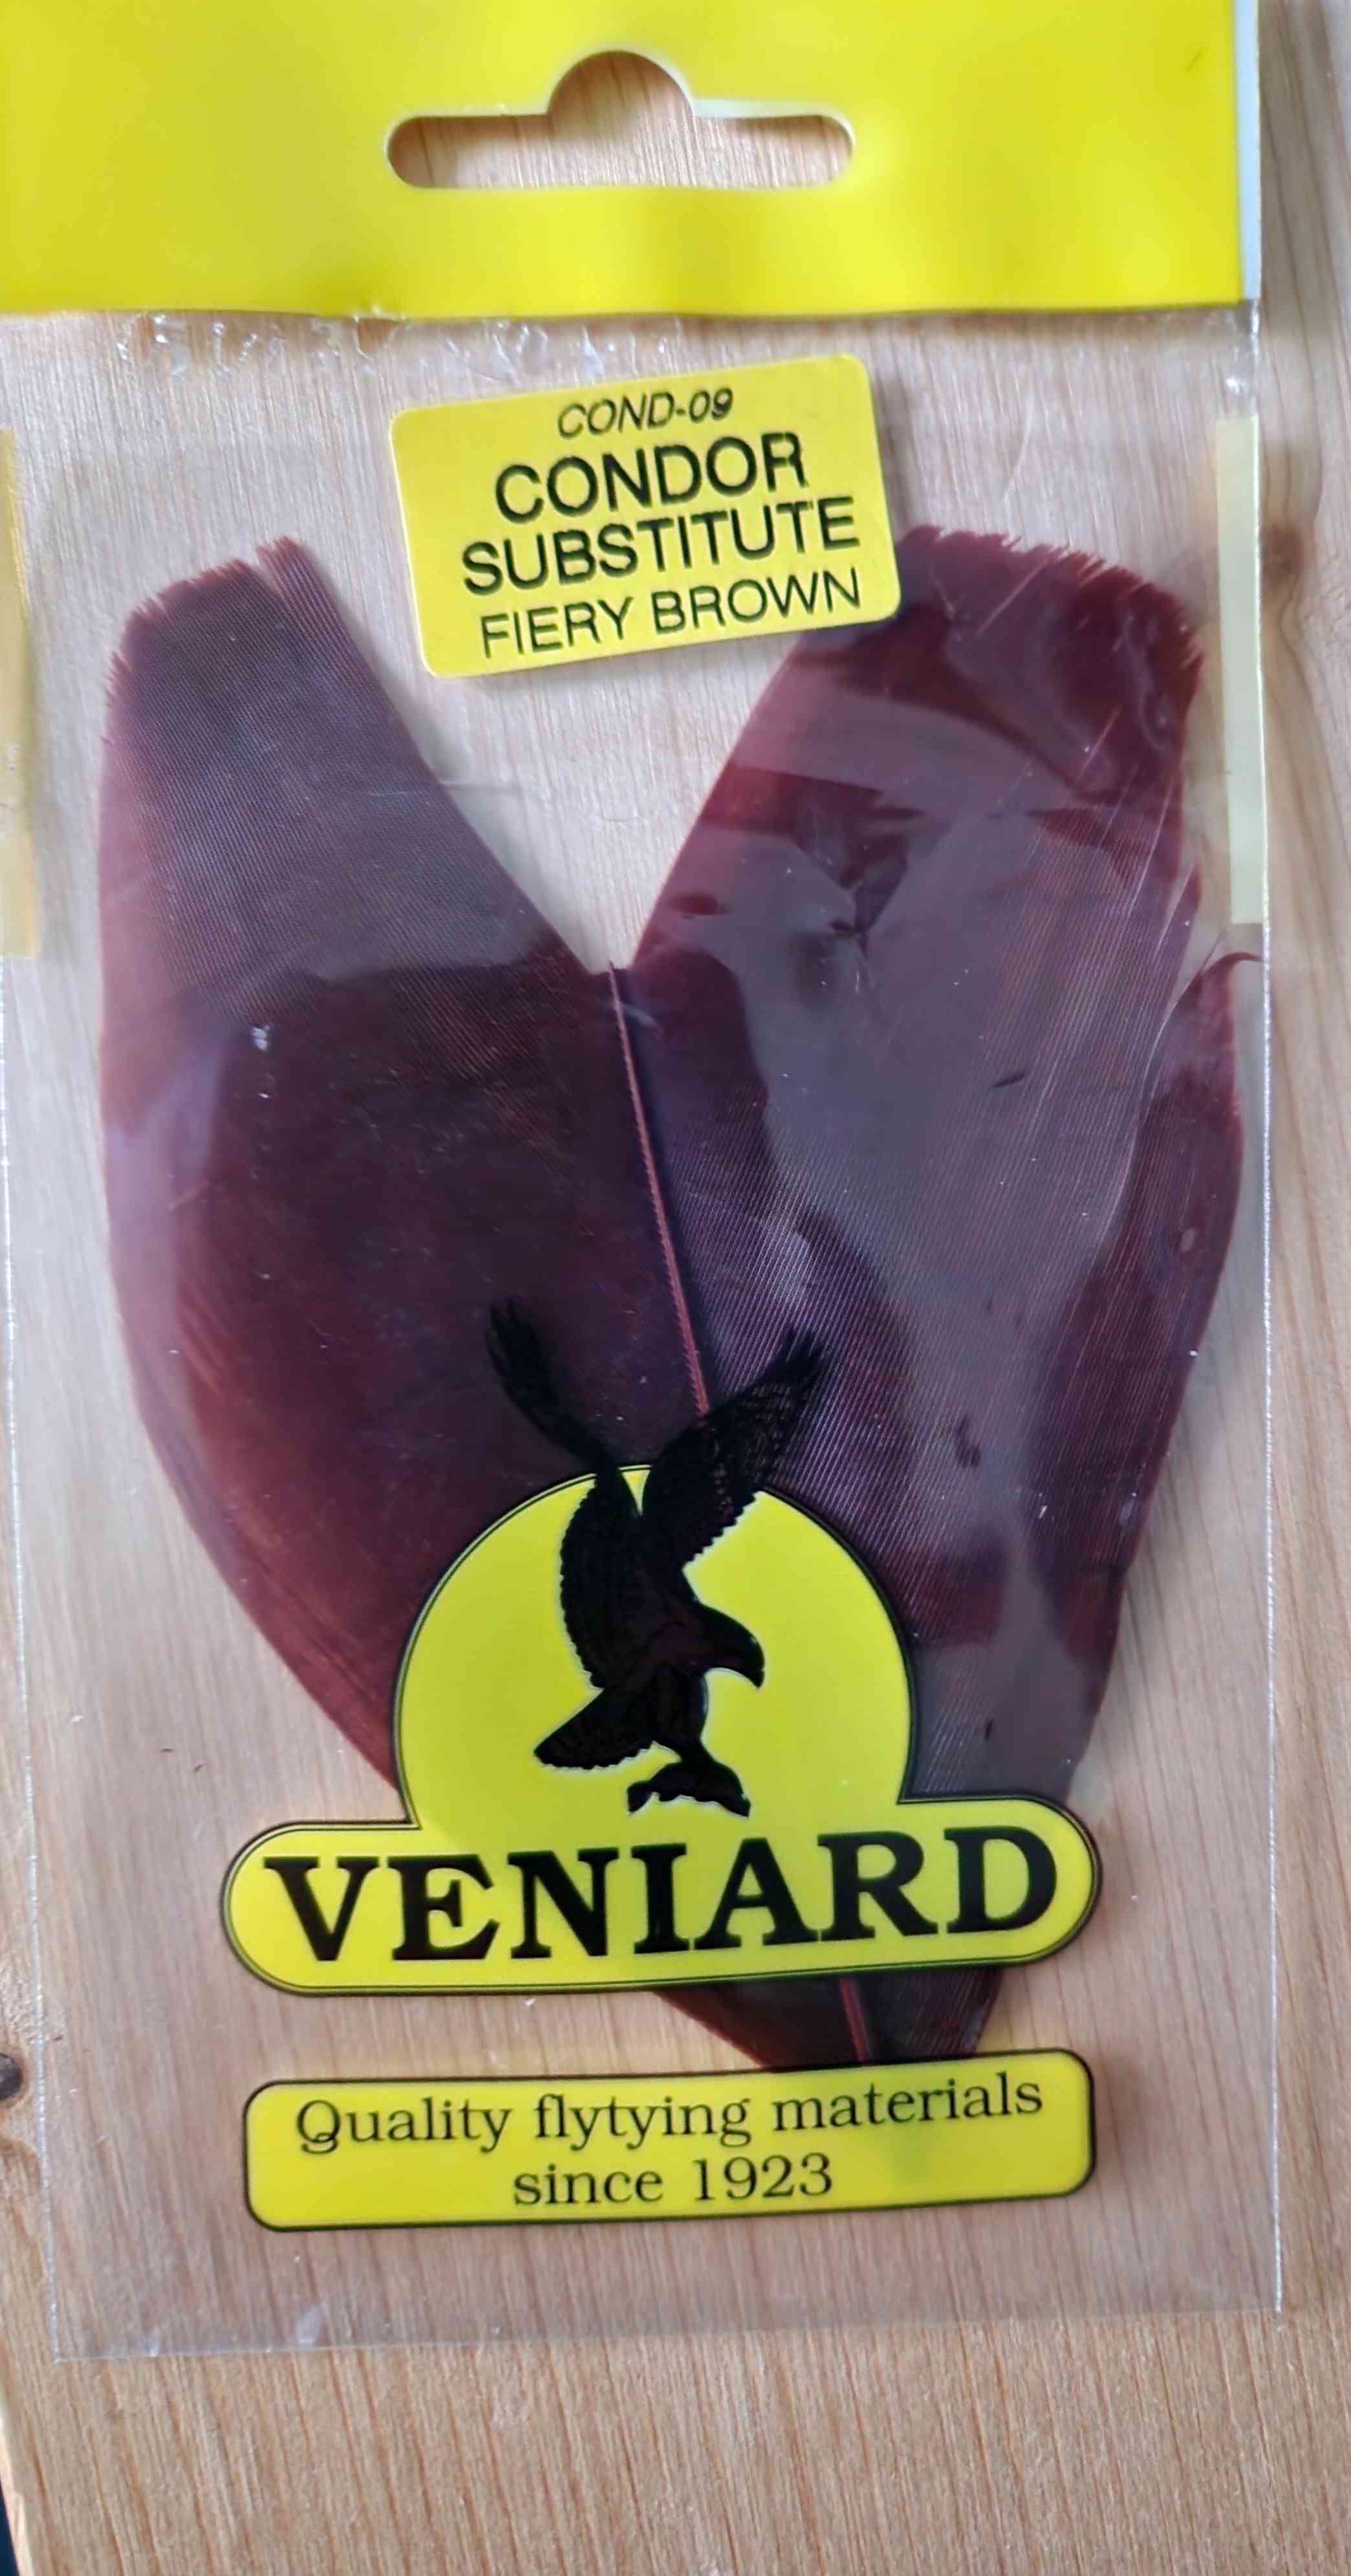 COND-09
CONDOR
SUBSTITUTE
FIERY BROWN
VENIARD
Quality flytying materials
since 1923